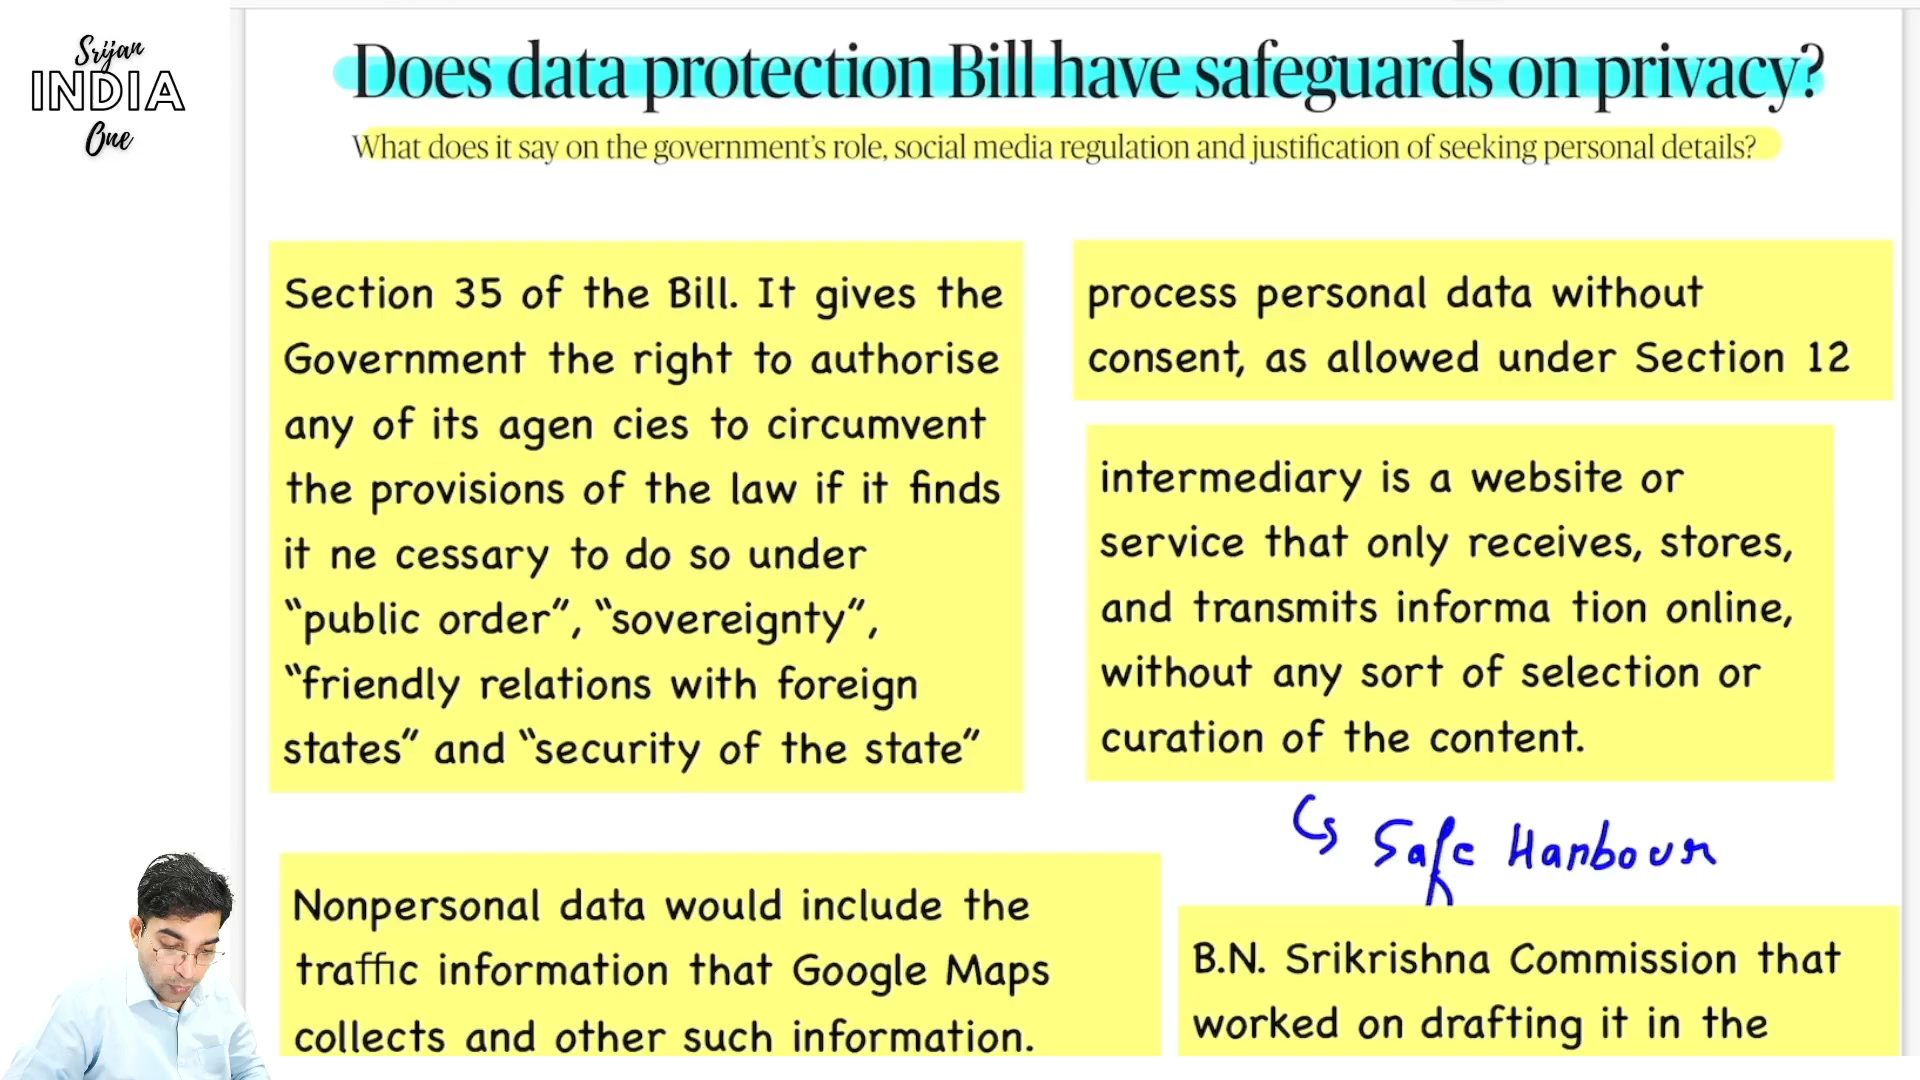 Srijan
INDIA
One
Does data protection Bill have safeguards on privacy?
What does it say on the government's role, social media regulation and justification of seeking personal details?
Section 35 of the Bill. It gives the
Government the right to authorise
any of its agen cies to circumvent
the provisions of the law if it finds
it ne cessary to do so under
“public order”, “sovereignty”,
“friendly relations with foreign
states” and “security of the state”
process personal data without
consent, as allowed under Section 12
intermediary is a website or
service that only receives, stores,
and transmits informa tion online,
without any sort of selection or
curation of the content.
Safe Harbour
Nonpersonal data would include the
traffic information that Google Maps
collects and other such information.
B.N. Srikrishna Commission that
worked on drafting it in the